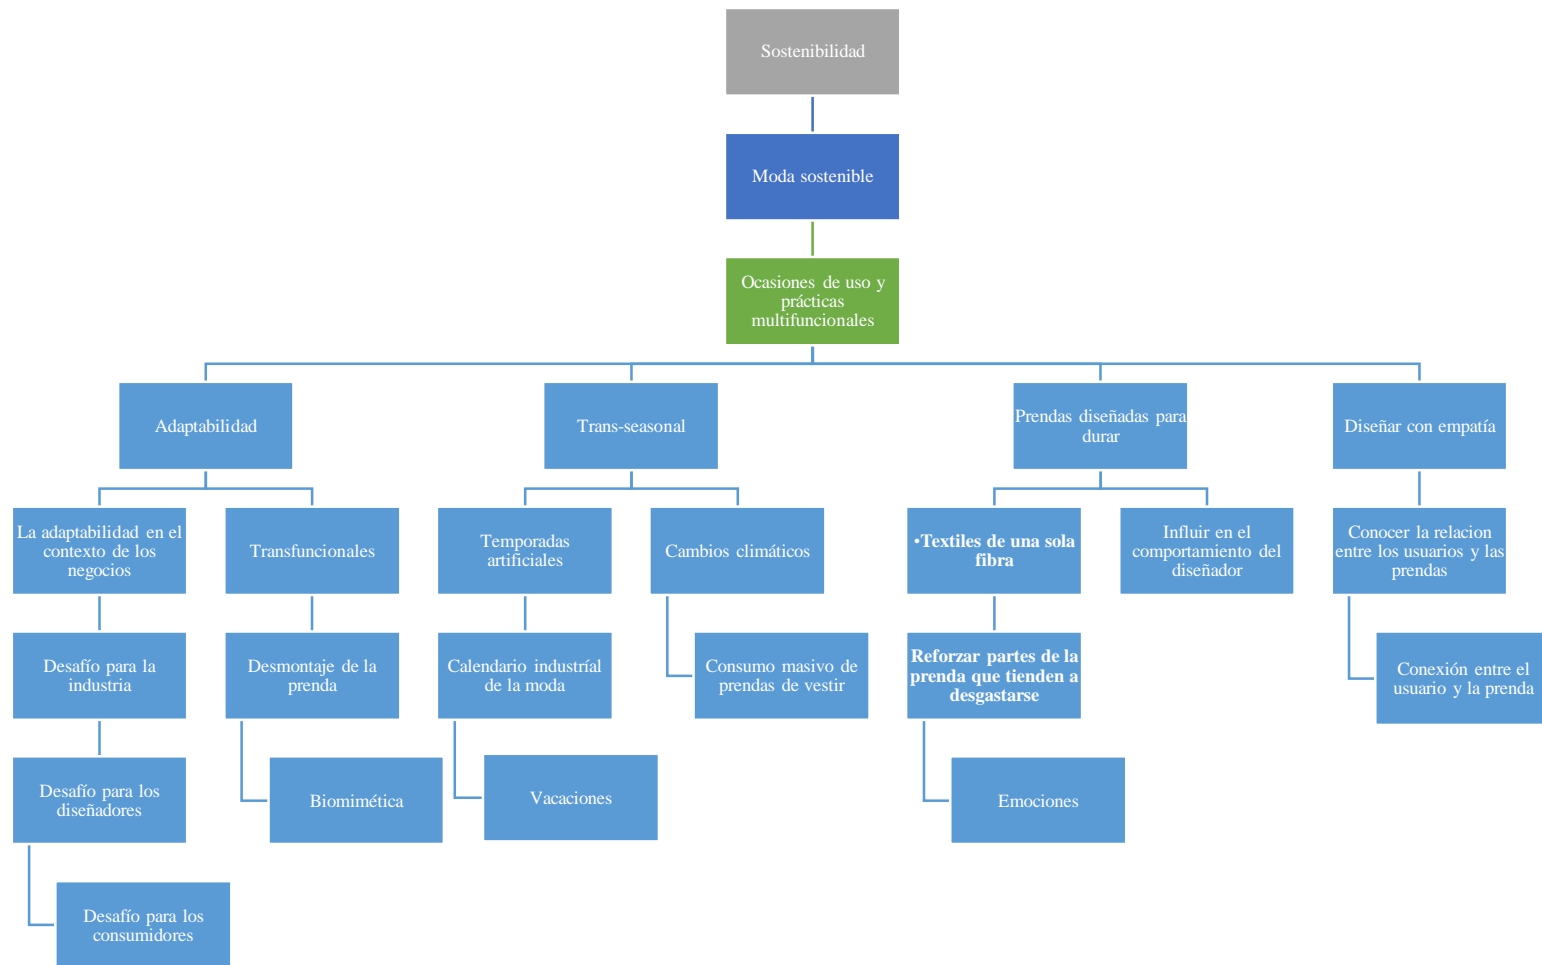 Sostenibilidad
Moda sostenible
Ocasiones de uso y
prácticas
multifuncionales
Adaptabilidad
Trans-seasonal
Prendas diseñadas para
durar
Diseñar con empatía
La adaptabilidad en el
contexto de los
negocios
Transfuncionales
Temporadas
artificiales
Cambios climáticos
•Textiles de una sola
fibra
Influir en el
comportamiento del
diseñador
Conocer la relacion
entre los usuarios y las
prendas
Desafío para la
industria
Desmontaje de la
prenda
Calendario industríal
de la moda
Consumo masivo de
prendas de vestir
Reforzar partes de la
prenda que tienden a
desgastarse
Conexión entre el
usuario y la prenda
Desafío para los
diseñadores
Biomimética
Vacaciones
Emociones
Desafío para los
consumidores